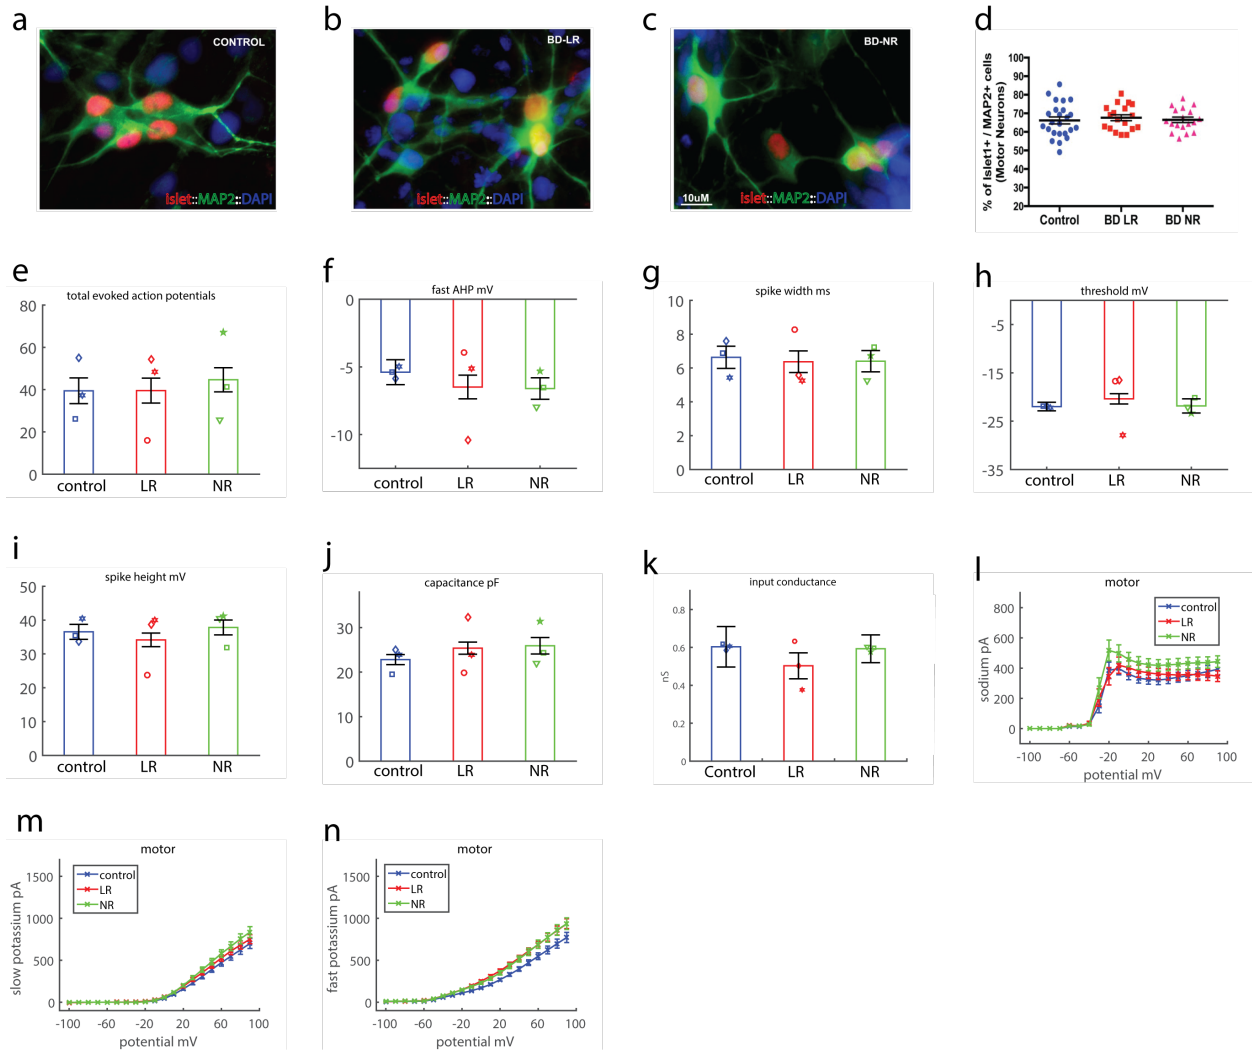 a
CONTROL
Islet::MAP2::DAPI
b
BD-LR
Islet::MAP2::DAPI
c
BD-NR
10uM
Islet::MAP2::DAPI
d
% of Islet1+ / MAP2+ cells
(Motor Neurons)
100
90
80
70
60
50
40
30
20
Control
BD LR
BD NR
e
total evoked action potentials
80
60
40
20
0
control
LR
NR
f
fast AHP mV
0
-5
-10
control
LR
NR
g
spike width ms
10
8
6
4
2
0
control
LR
NR
h
threshold mV
-5
-15
-25
-35
control
LR
NR
i
spike height mV
50
40
30
20
10
0
control
LR
NR
j
capacitance pF
30
20
10
0
control
LR
NR
k
input conductance
nS
0.8
0.6
0.4
0.2
0
Control
LR
NR
l
motor
control
LR
NR
sodium pA
800
600
400
200
0
-100
-60
-20
20
60
100
potential mV
m
motor
control
LR
NR
slow potassium pA
1500
1000
500
0
-100
-60
-20
20
60
100
potential mV
n
motor
control
LR
NR
fast potassium pA
1500
1000
500
0
-100
-60
-20
20
60
100
potential mV